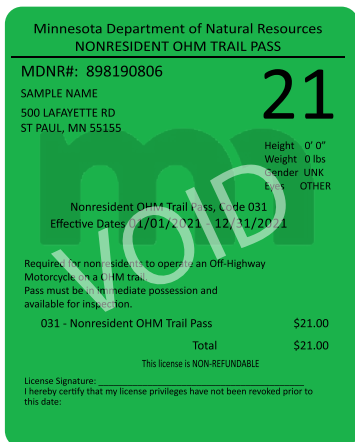 Minnesota Department of Natural Resources
NONRESIDENT OHM TRAIL PASS
MDNR#: 898190806
21
SAMPLE NAME
500 LAFAYETTE RD
ST PAUL, MN 55155
Height 0' 0"
Weight 0 lbs
Gender UNK
Eyes OTHER
mn
Nonresident OHM Trail Pass, Code 031
Effective Dates 01/01/2021 - 12/31/2021
VOID
Required for nonresidents to operate an Off-Highway
Motorcycle on a OHM trail.
Pass must be in immediate possession and
available for inspection.
031 - Nonresident OHM Trail Pass $21.00
Total $21.00
This license is NON-REFUNDABLE
License Signature:
I hereby certify that my license privileges have not been revoked prior to
this date: